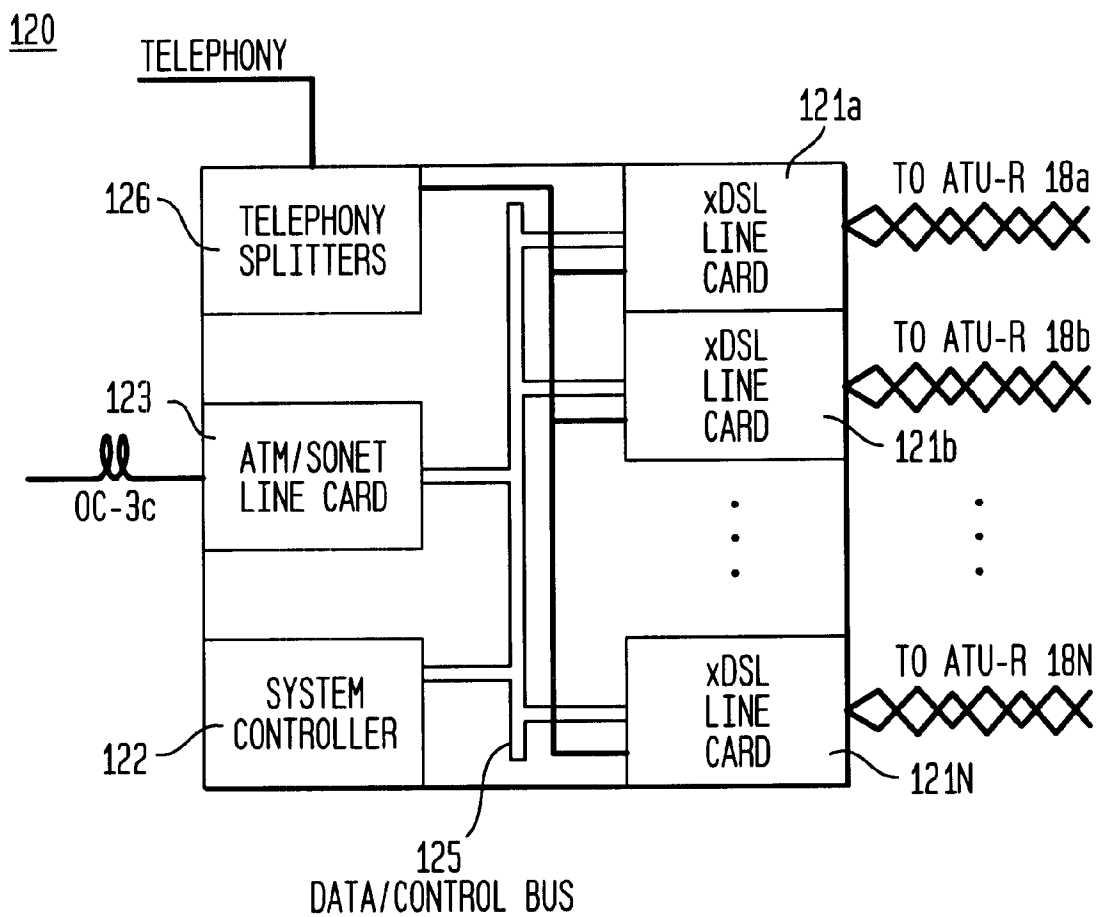 120
TELEPHONY
121a
126
TELEPHONY
SPLITTERS
xDSL
LINE
CARD
TO ATU-R 18a
123
ATM/SONET
LINE CARD
OC-3c
xDSL
LINE
CARD
TO ATU-R 18b
121b
122
SYSTEM
CONTROLLER
xDSL
LINE
CARD
TO ATU-R 18N
121N
125
DATA/CONTROL BUS